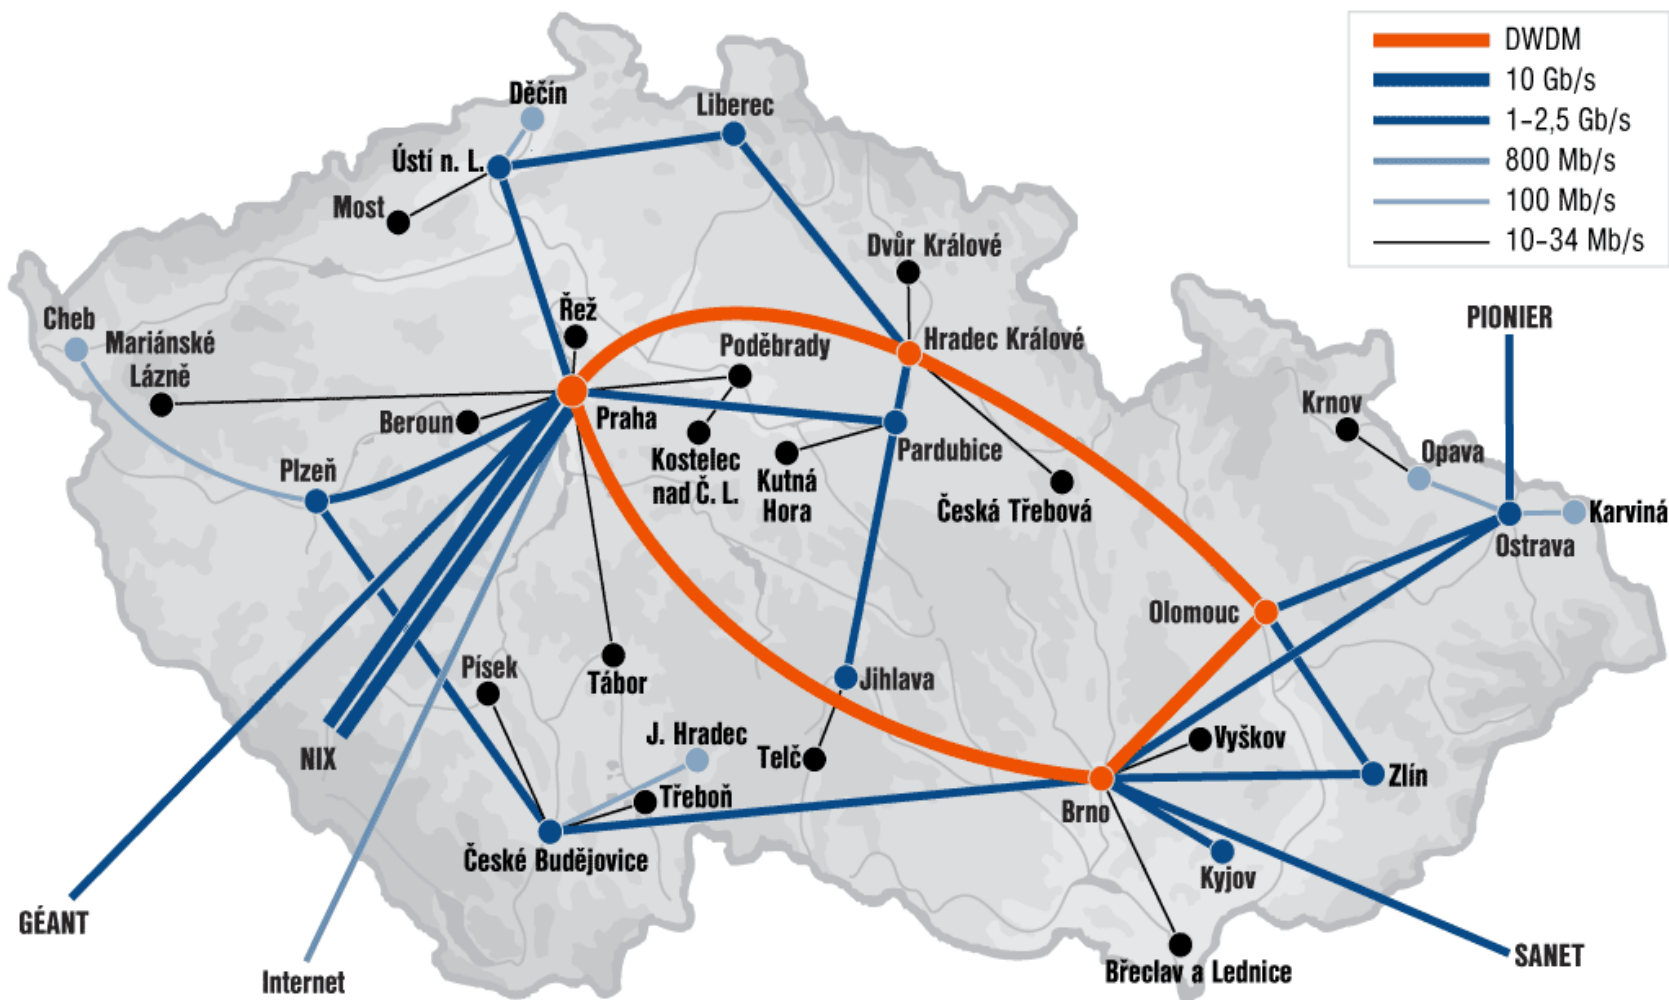 DWDM
10 Gb/s
1–2,5 Gb/s
800 Mb/s
100 Mb/s
10–34 Mb/s
Děčín
Liberec
Ústí n. L.
Most
Dvůr Králové
Cheb
Mariánské
Lázně
Řež
Poděbrady
Hradec Králové
PIONIER
Beroun
Praha
Krnov
Plzeň
Kostelec
nad Č. L.
Kutná
Hora
Pardubice
Česká Třebová
Opava
Karviná
Ostrava
Olomouc
Písek
Tábor
Jihlava
J. Hradec
NIX
Telč
Vyškov
Třeboň
Zlín
Brno
České Budějovice
Kyjov
GÉANT
Internet
Břeclav a Lednice
SANET